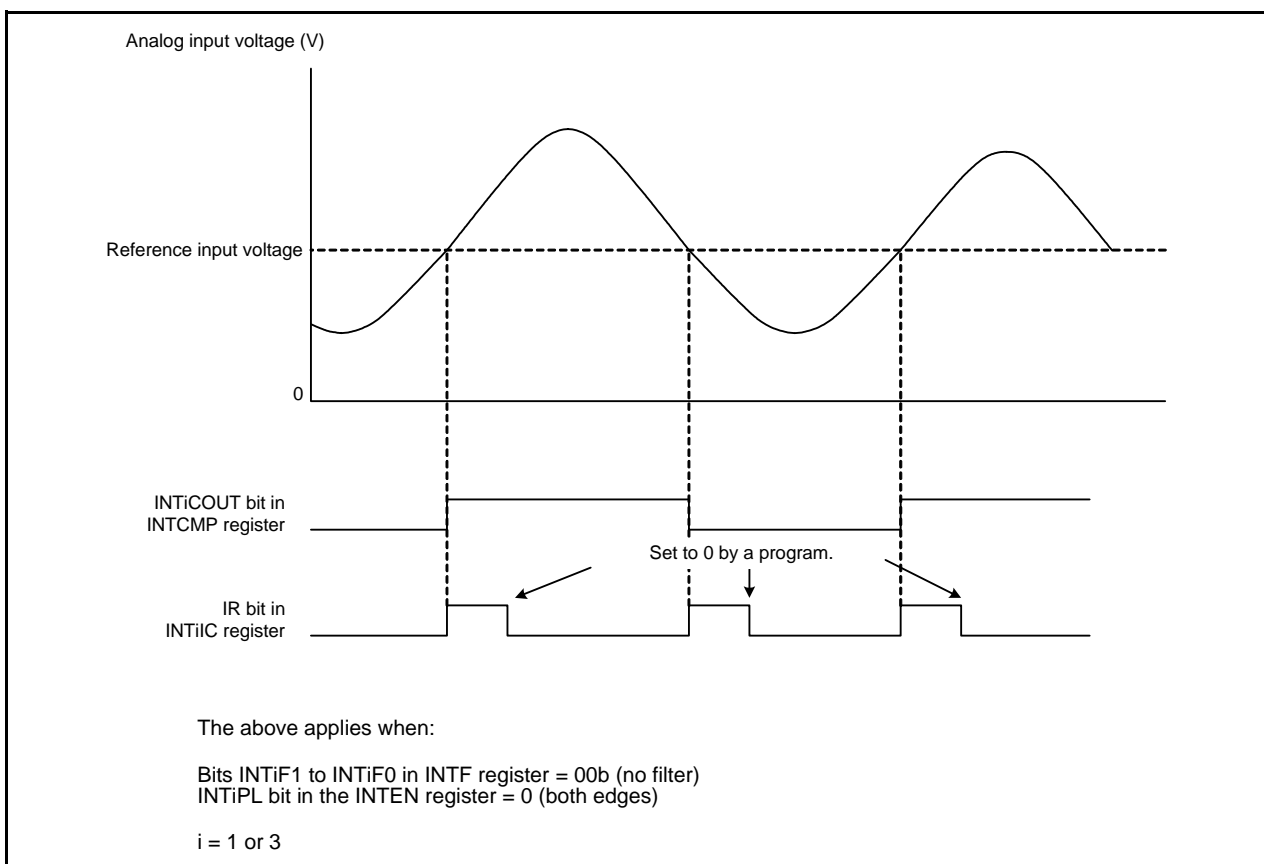 Analog input voltage (V)
Reference input voltage
0
INTiCOUT bit in
INTCMP register
Set to 0 by a program.
IR bit in
INTiIC register
The above applies when:
Bits INTiF1 to INTiF0 in INTF register = 00b (no filter)
INTiPL bit in the INTEN register = 0 (both edges)
i = 1 or 3